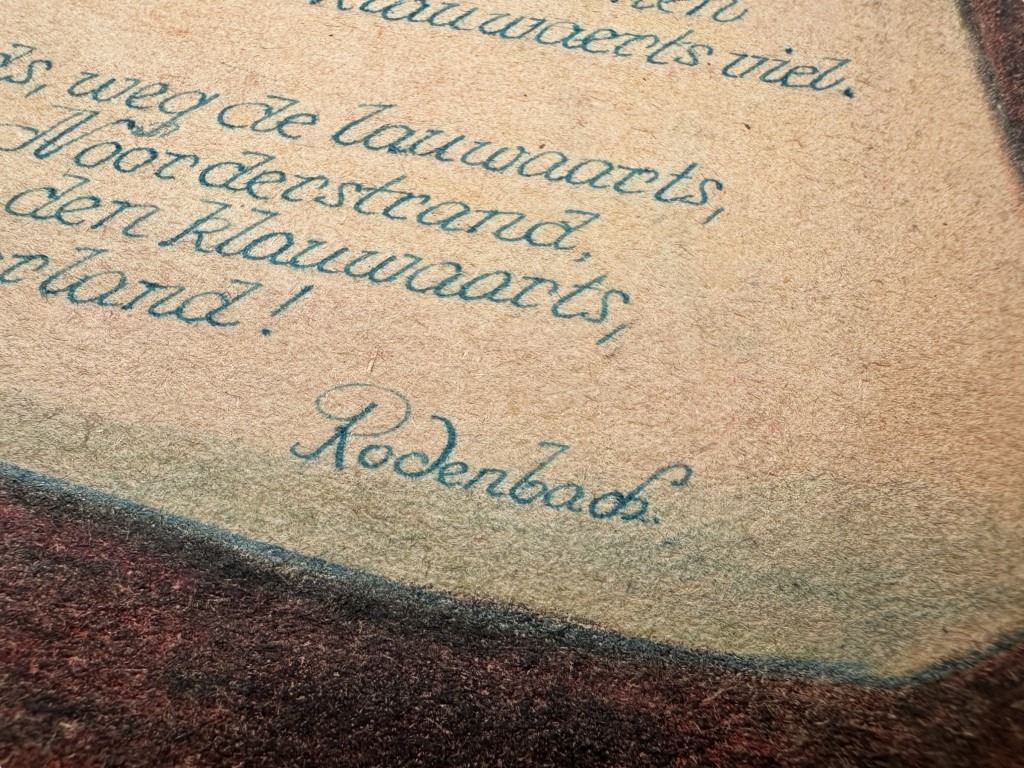 Klauwaerts viel.
weg de lauwaarts,
Noorderstrand,
den klauwaarts,
rland!
Rodenbach.